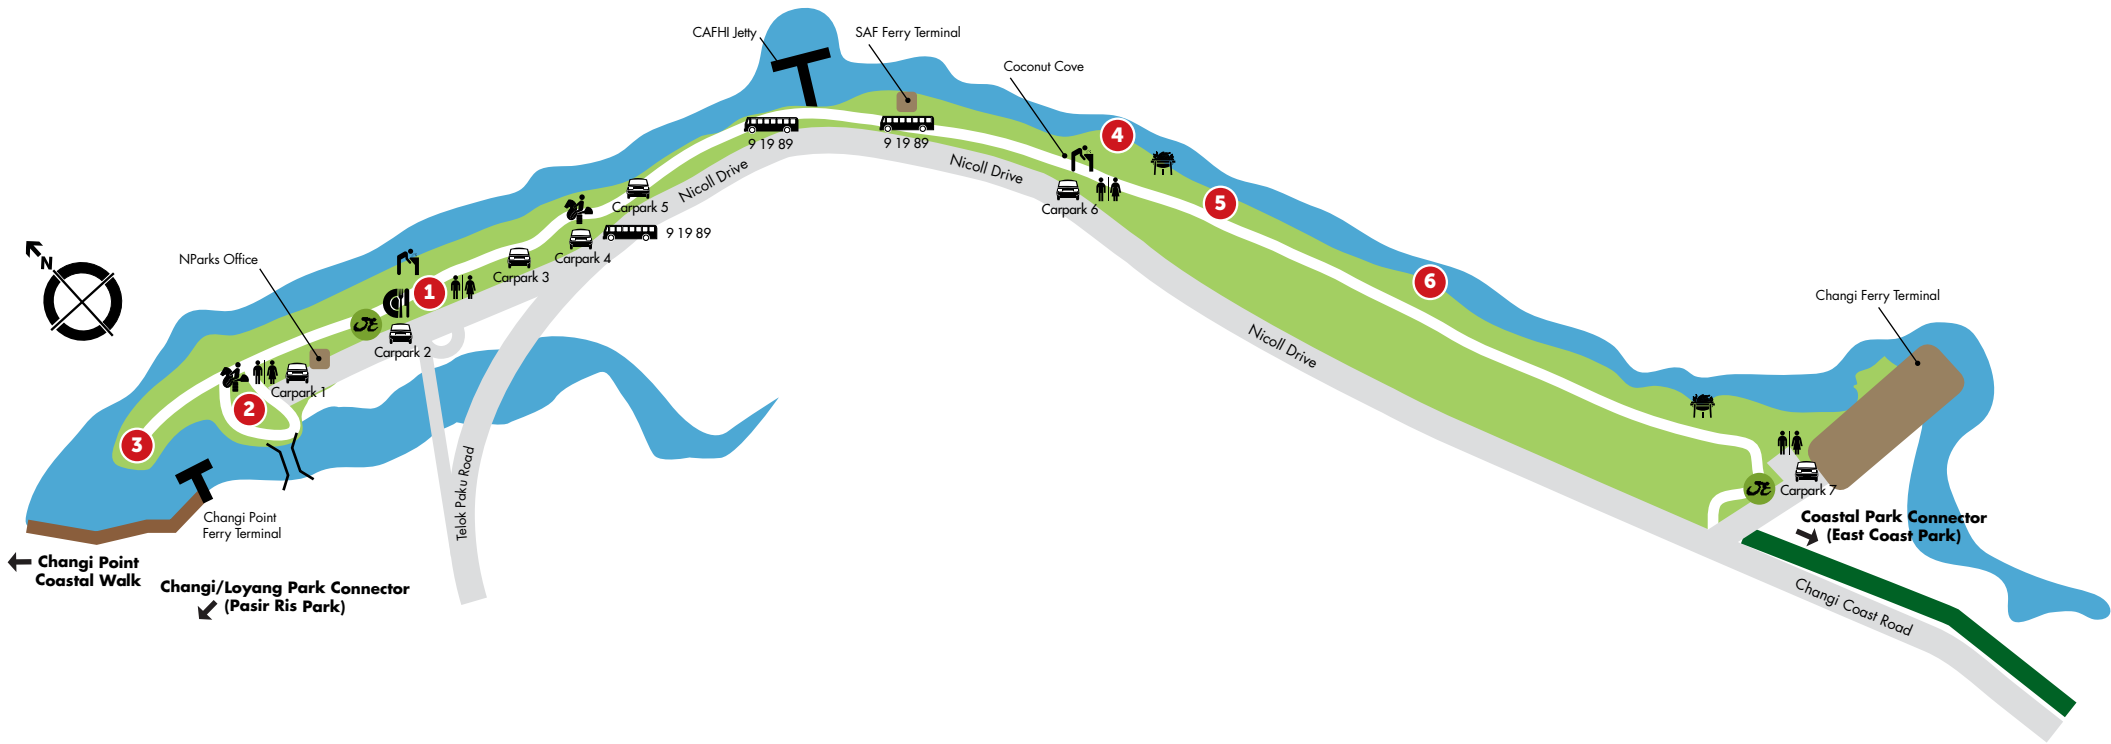 CAFHI Jetty
SAF Ferry Terminal
Coconut Cove
4
9 19 89
9 19 89
Nicoll Drive
Nicoll Drive
5
Carpark 5
Carpark 6
9 19 89
N
NParks Office
Carpark 4
Carpark 3
1
6
Changi Ferry Terminal
Nicoll Drive
Carpark 2
Carpark 1
2
3
Telok Paku Road
Carpark 7
Changi Point
Ferry Terminal
Coastal Park Connector
(East Coast Park)
Changi Point
Coastal Walk
Changi/Loyang Park Connector
(Pasir Ris Park)
Changi Coast Road